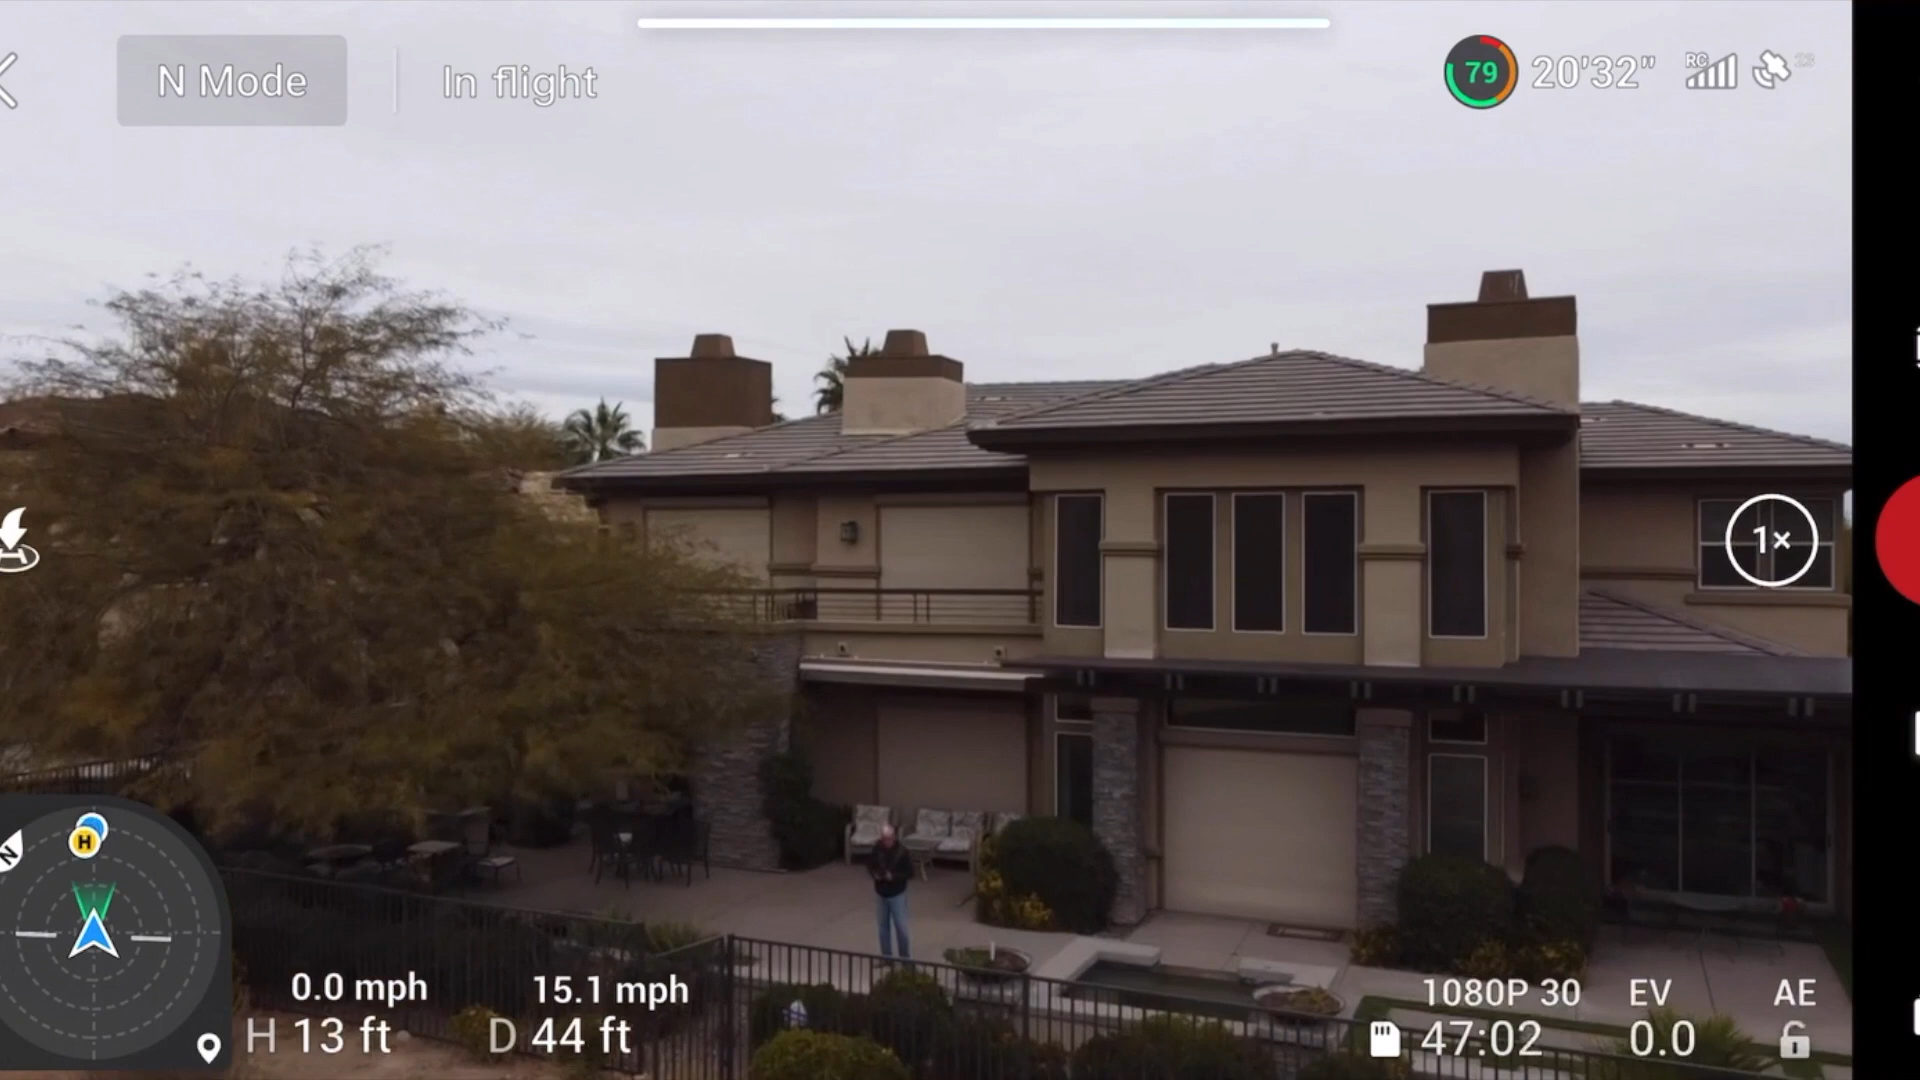 N Mode
In flight
79
20'32"
RC
23
1×
N
H
0.0 mph
15.1 mph
H 13 ft
D 44 ft
1080P 30
EV
AE
47:02
0.0